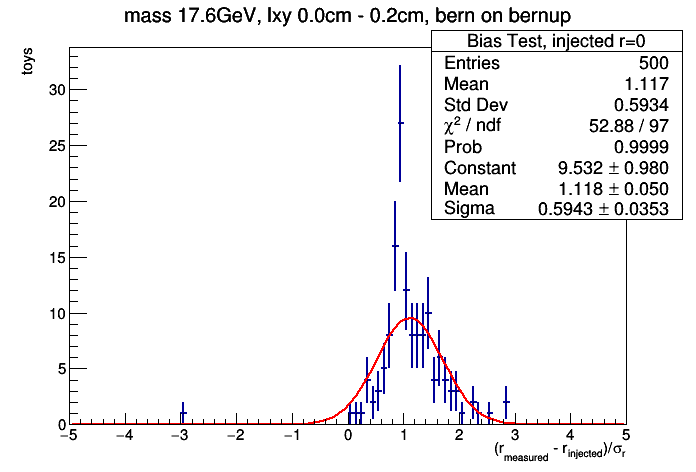 mass 17.6GeV, lxy 0.0cm - 0.2cm, bern on bernup
toys
Bias Test, injected r=0
Entries 500
Mean 1.117
Std Dev 0.5934
χ² / ndf 52.88 / 97
Prob 0.9999
Constant 9.532 ± 0.980
Mean 1.118 ± 0.050
Sigma 0.5943 ± 0.0353
30
25
20
15
10
5
0
−5 −4 −3 −2 −1 0 1 2 3 4 5
(r_measured - r_injected)/σ_r